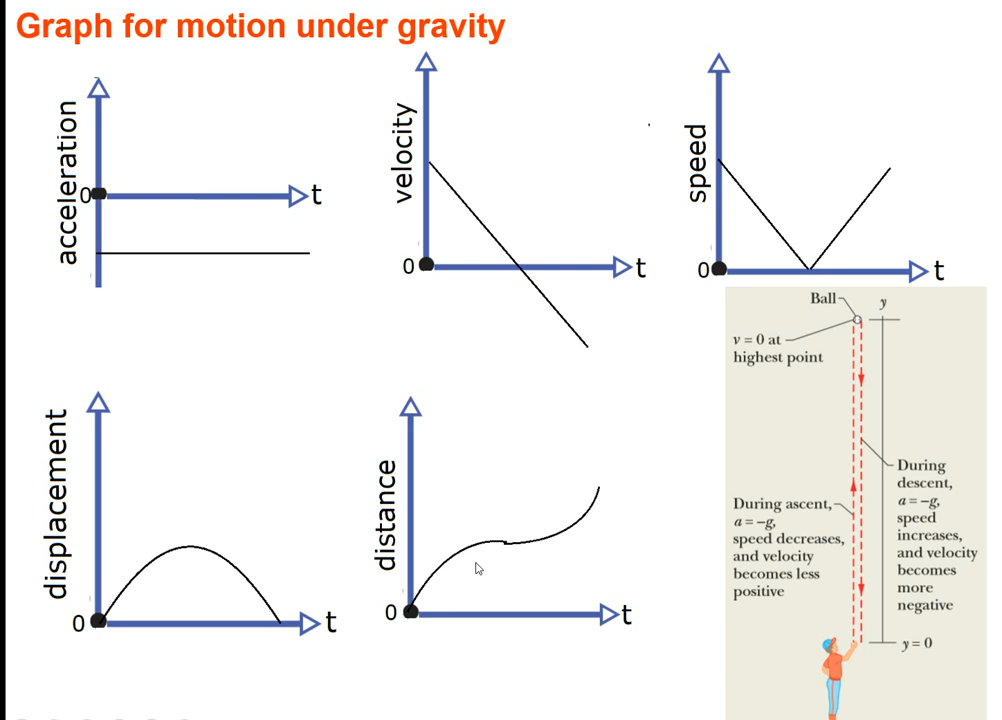 Graph for motion under gravity
acceleration
0
t
velocity
0
t
speed
0
t
displacement
0
t
distance
0
t
Ball
y
v = 0 at
highest point
During
descent,
a = –g,
speed
increases,
and velocity
becomes
more
negative
During ascent,
a = –g,
speed decreases,
and velocity
becomes less
positive
y = 0